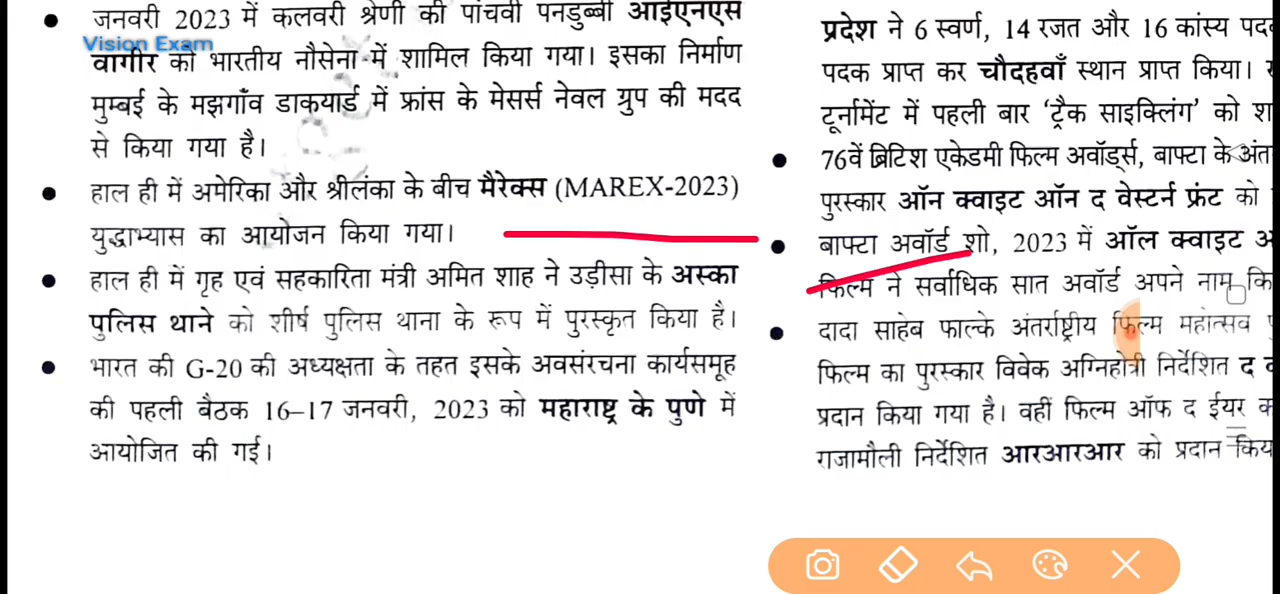 जनवरी 2023 में कलवरी श्रेणी की पांचवी पनडुब्बी आईएनएस
Vision Exam
वागीर को भारतीय नौसेना में शामिल किया गया। इसका निर्माण
मुम्बई के मझगाँव डाकयार्ड में फ्रांस के मेसर्स नेवल ग्रुप की मदद
से किया गया है।
हाल ही में अमेरिका और श्रीलंका के बीच मैरेक्स (MAREX-2023)
युद्धाभ्यास का आयोजन किया गया।
हाल ही में गृह एवं सहकारिता मंत्री अमित शाह ने उड़ीसा के अस्का
पुलिस थाने को शीर्ष पुलिस थाना के रूप में पुरस्कृत किया है।
भारत की G-20 की अध्यक्षता के तहत इसके अवसंरचना कार्यसमूह
की पहली बैठक 16–17 जनवरी, 2023 को महाराष्ट्र के पुणे में
आयोजित की गई।
प्रदेश ने 6 स्वर्ण, 14 रजत और 16 कांस्य
पदक प्राप्त कर चौदहवाँ स्थान प्राप्त किया।
टूर्नामेंट में पहली बार ‘ट्रैक साइक्लिंग’ को
76वें ब्रिटिश एकेडमी फिल्म अवॉर्ड्स, बाफ्टा के
पुरस्कार ऑन क्वाइट ऑन द वेस्टर्न फ्रंट को
बाफ्टा अवॉर्ड शो, 2023 में ऑल क्वाइट
फिल्म ने सर्वाधिक सात अवॉर्ड अपने नाम
दादा साहेब फाल्के अंतर्राष्ट्रीय फिल्म महोत्सव
फिल्म का पुरस्कार विवेक अग्निहोत्री निर्देशित द
प्रदान किया गया है। वहीं फिल्म ऑफ द ईयर
राजामौली निर्देशित आरआरआर को प्रदान